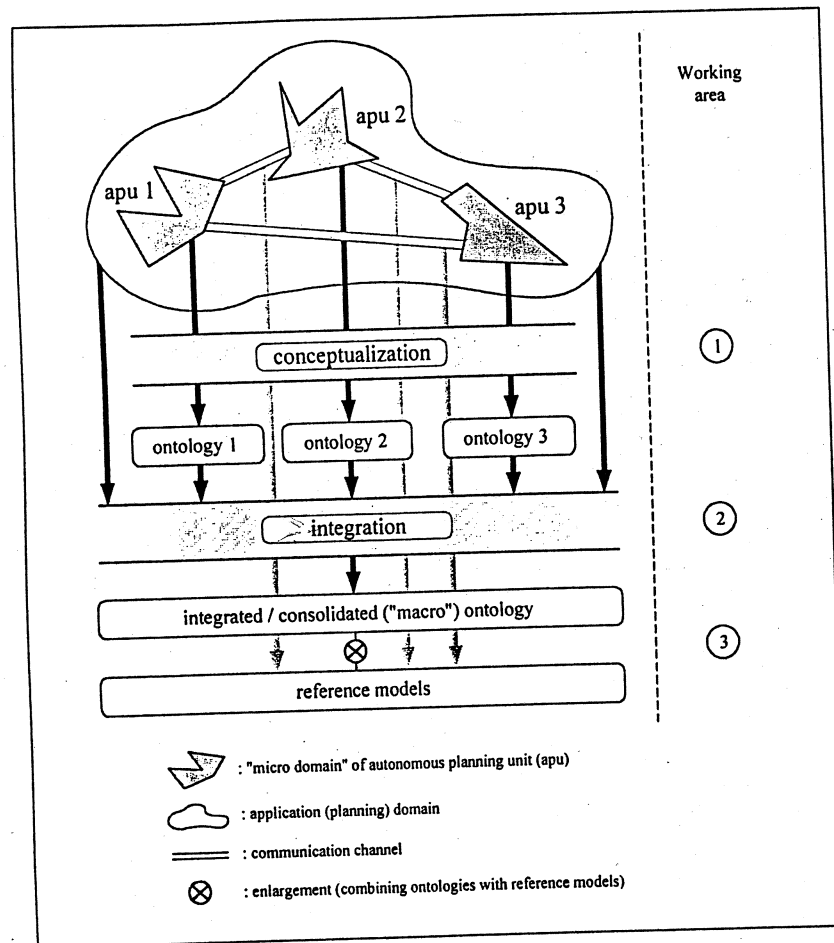 Working
area
apu 2
apu 1
apu 3
conceptualization
1
ontology 1
ontology 2
ontology 3
integration
2
integrated / consolidated ("macro") ontology
3
reference models
: "micro domain" of autonomous planning unit (apu)
: application (planning) domain
: communication channel
: enlargement (combining ontologies with reference models)